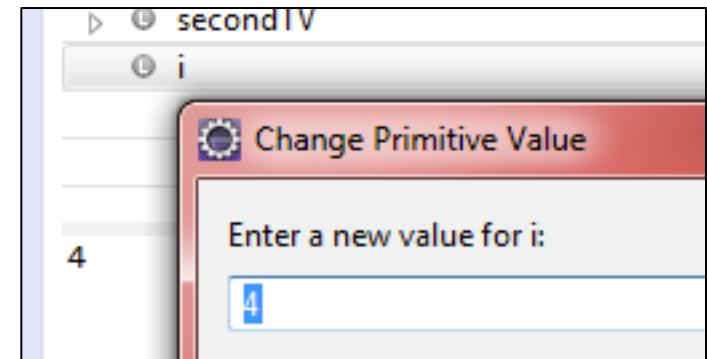 secondTV
i
Change Primitive Value
Enter a new value for i:
4
4